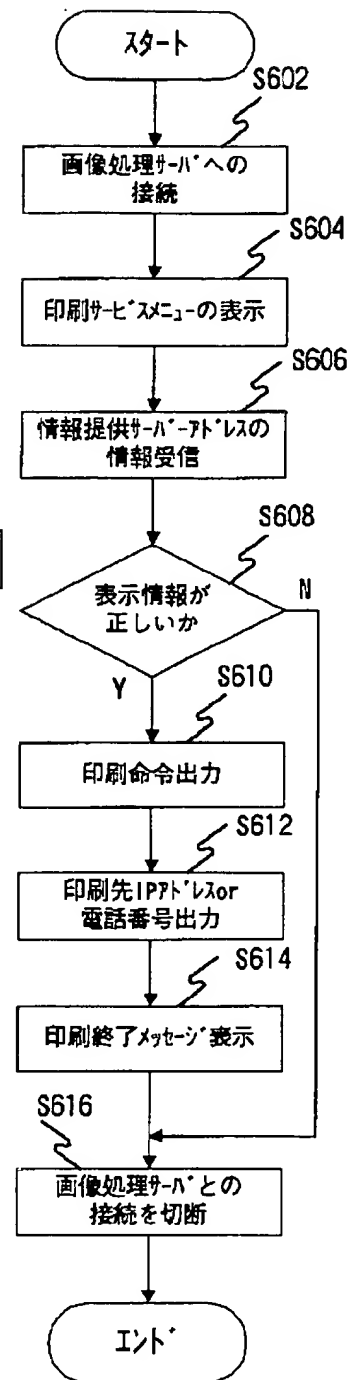 スタート
S602
画像処理ｻｰﾊﾞへの
接続
S604
印刷ｻｰﾋﾞｽﾒﾆｭｰの表示
S606
情報提供ｻｰﾊﾞｰｱﾄﾞﾚｽの
情報受信
S608
表示情報が
正しいか
N
Y
S610
印刷命令出力
S612
印刷先IPｱﾄﾞﾚｽor
電話番号出力
S614
印刷終了ﾒｯｾｰｼﾞ表示
S616
画像処理ｻｰﾊﾞとの
接続を切断
エンド